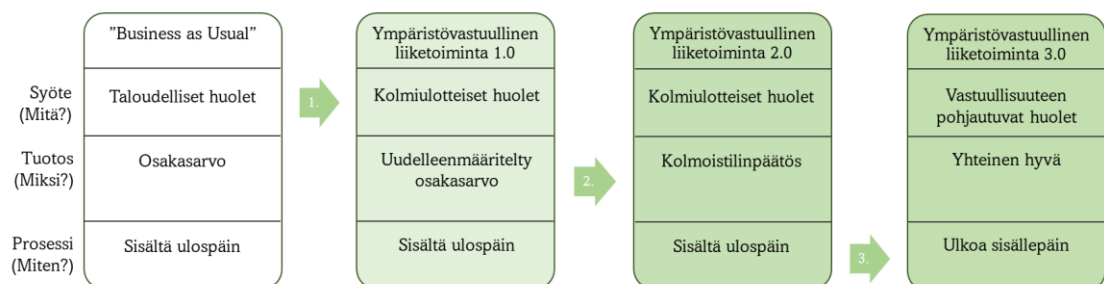 "Business as Usual"
Ympäristövastuullinen
liiketoiminta 1.0
Ympäristövastuullinen
liiketoiminta 2.0
Ympäristövastuullinen
liiketoiminta 3.0
Syöte
(Mitä?)
Taloudelliset huolet
1.
Kolmiulotteiset huolet
Kolmiulotteiset huolet
Vastuullisuuteen
pohjautuvat huolet
Tuotos
(Miksi?)
Osakasarvo
Uudelleenmääritelty
osakasarvo
2.
Kolmoistilinpäätös
Yhteinen hyvä
Prosessi
(Miten?)
Sisältä ulospäin
Sisältä ulospäin
Sisältä ulospäin
3.
Ulkoa sisällepäin